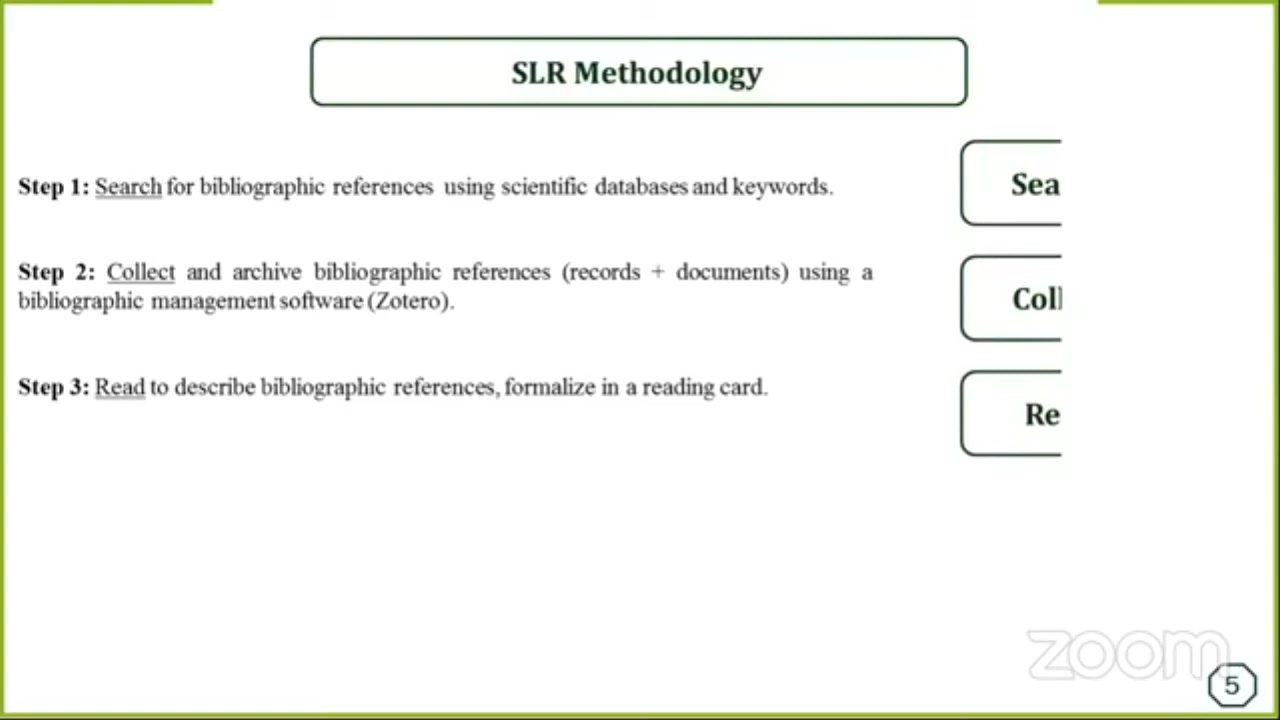 SLR Methodology
Step 1: Search for bibliographic references using scientific databases and keywords.
Sea
Step 2: Collect and archive bibliographic references (records + documents) using a
bibliographic management software (Zotero).
Coll
Step 3: Read to describe bibliographic references, formalize in a reading card.
Re
zoom
5